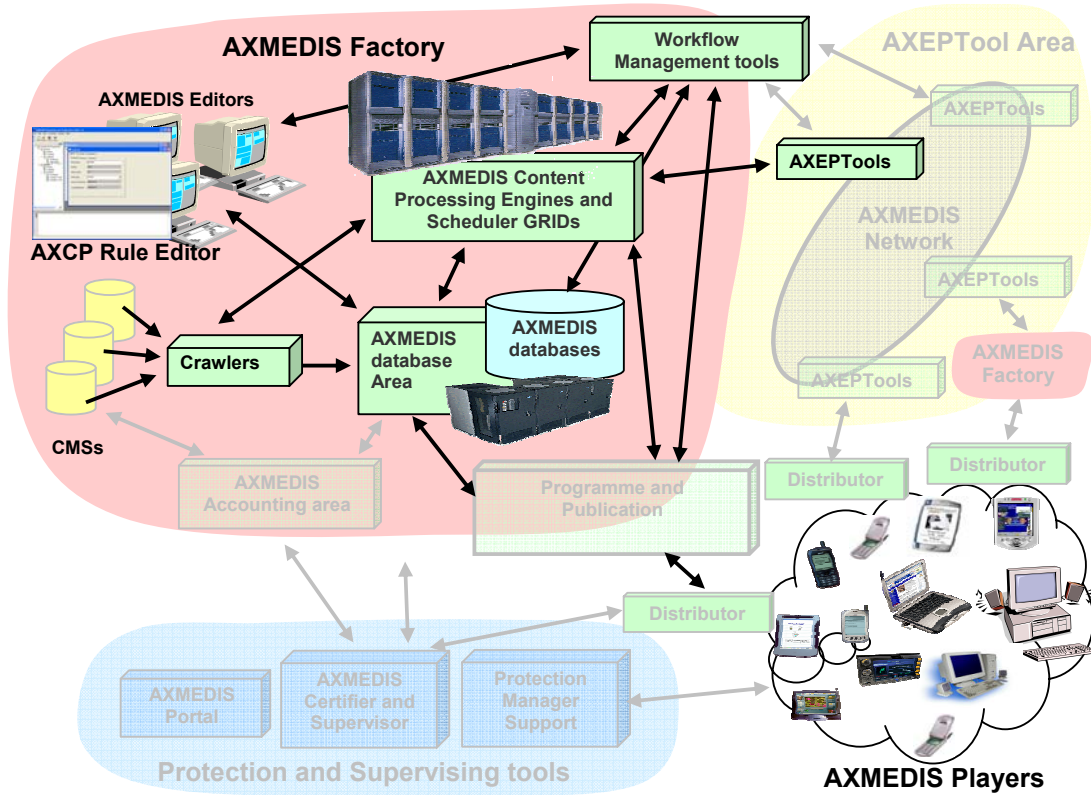 AXMEDIS Factory
Workflow
Management tools
AXEPTool Area
AXMEDIS Editors
AXEPTools
AXEPTools
AXMEDIS Content
Processing Engines and
Scheduler GRIDs
AXMEDIS
Network
AXCP Rule Editor
AXEPTools
AXMEDIS
database
Area
AXMEDIS
databases
Crawlers
AXMEDIS
Factory
AXEPTools
CMSs
AXMEDIS
Accounting area
Programme and
Publication
Distributor
Distributor
Distributor
AXMEDIS
Portal
AXMEDIS
Certifier and
Supervisor
Protection
Manager
Support
Protection and Supervising tools
AXMEDIS Players